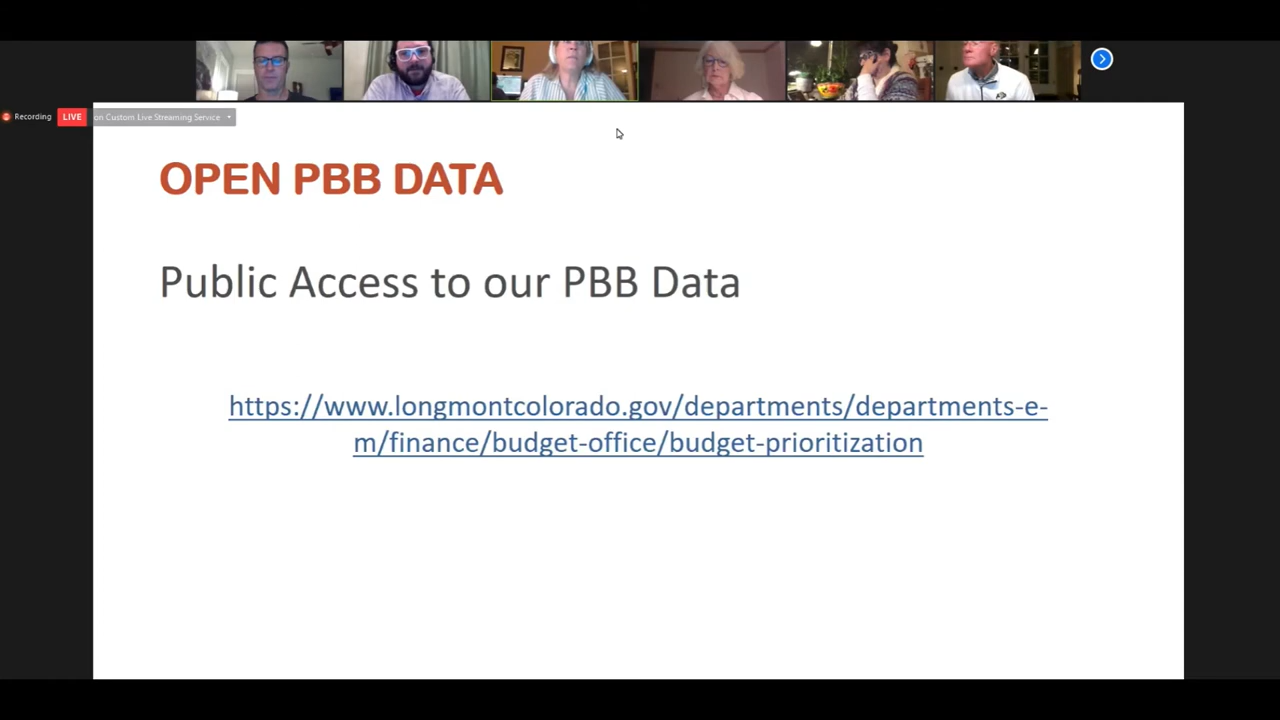 Recording
LIVE
on Custom Live Streaming Service
OPEN PBB DATA
Public Access to our PBB Data
https://www.longmontcolorado.gov/departments/departments-e-
m/finance/budget-office/budget-prioritization